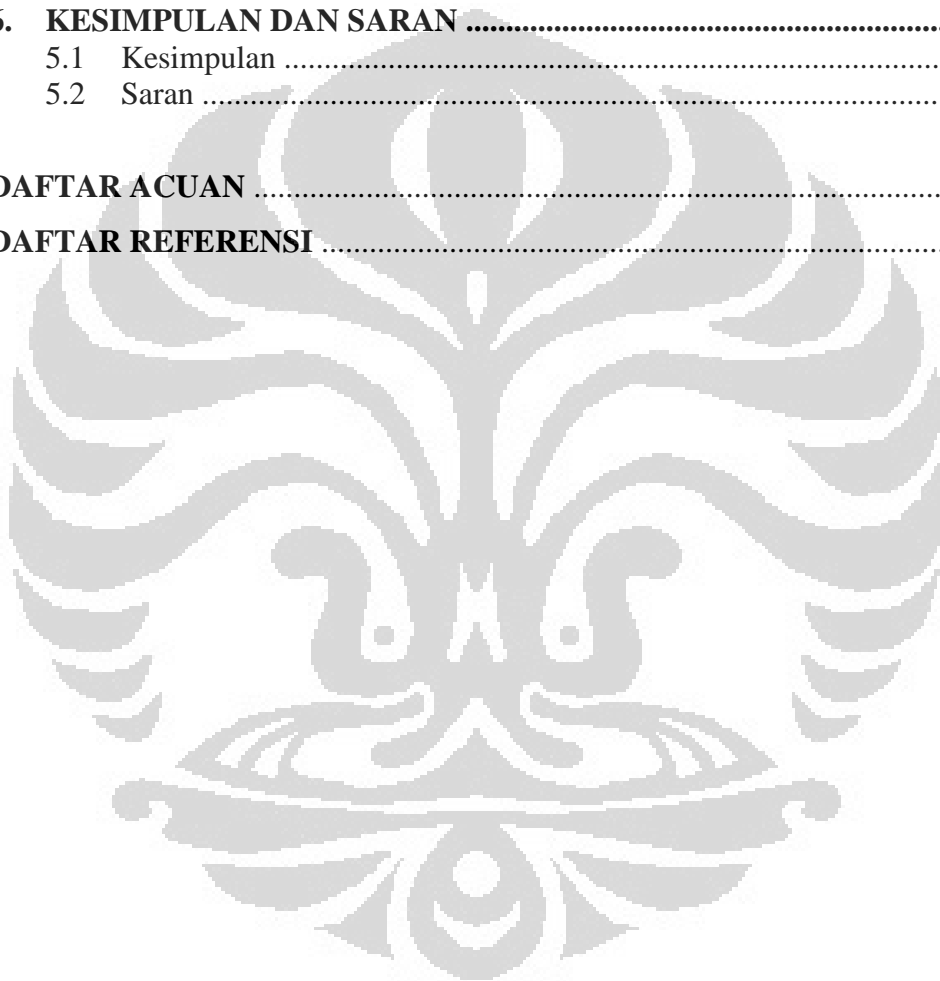 KESIMPULAN DAN SARAN ................................................................................
5.1 Kesimpulan ................................................................................................................
5.2 Saran ................................................................................................................
DAFTAR ACUAN ................................................................................................................
DAFTAR REFERENSI ................................................................................................................